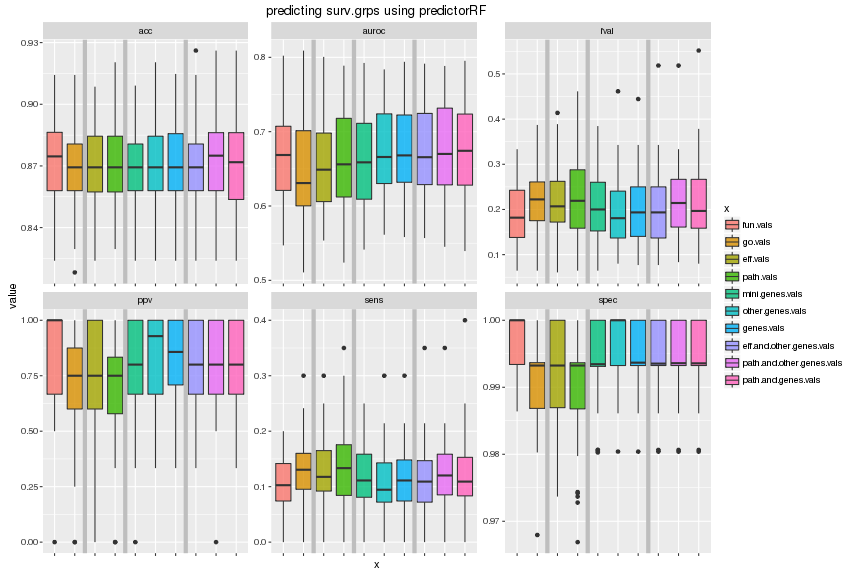 predicting surv.grps using predictorRF
acc
auroc
fval
0.93
0.90
0.87
0.84
0.8
0.7
0.6
0.5
0.5
0.4
0.3
0.2
0.1
value
ppv
sens
spec
1.00
0.75
0.50
0.25
0.00
0.4
0.3
0.2
0.1
0.0
1.00
0.99
0.98
0.97
x
x
fun.vals
go.vals
eff.vals
path.vals
mini.genes.vals
other.genes.vals
genes.vals
eff.and.other.genes.vals
path.and.other.genes.vals
path.and.genes.vals